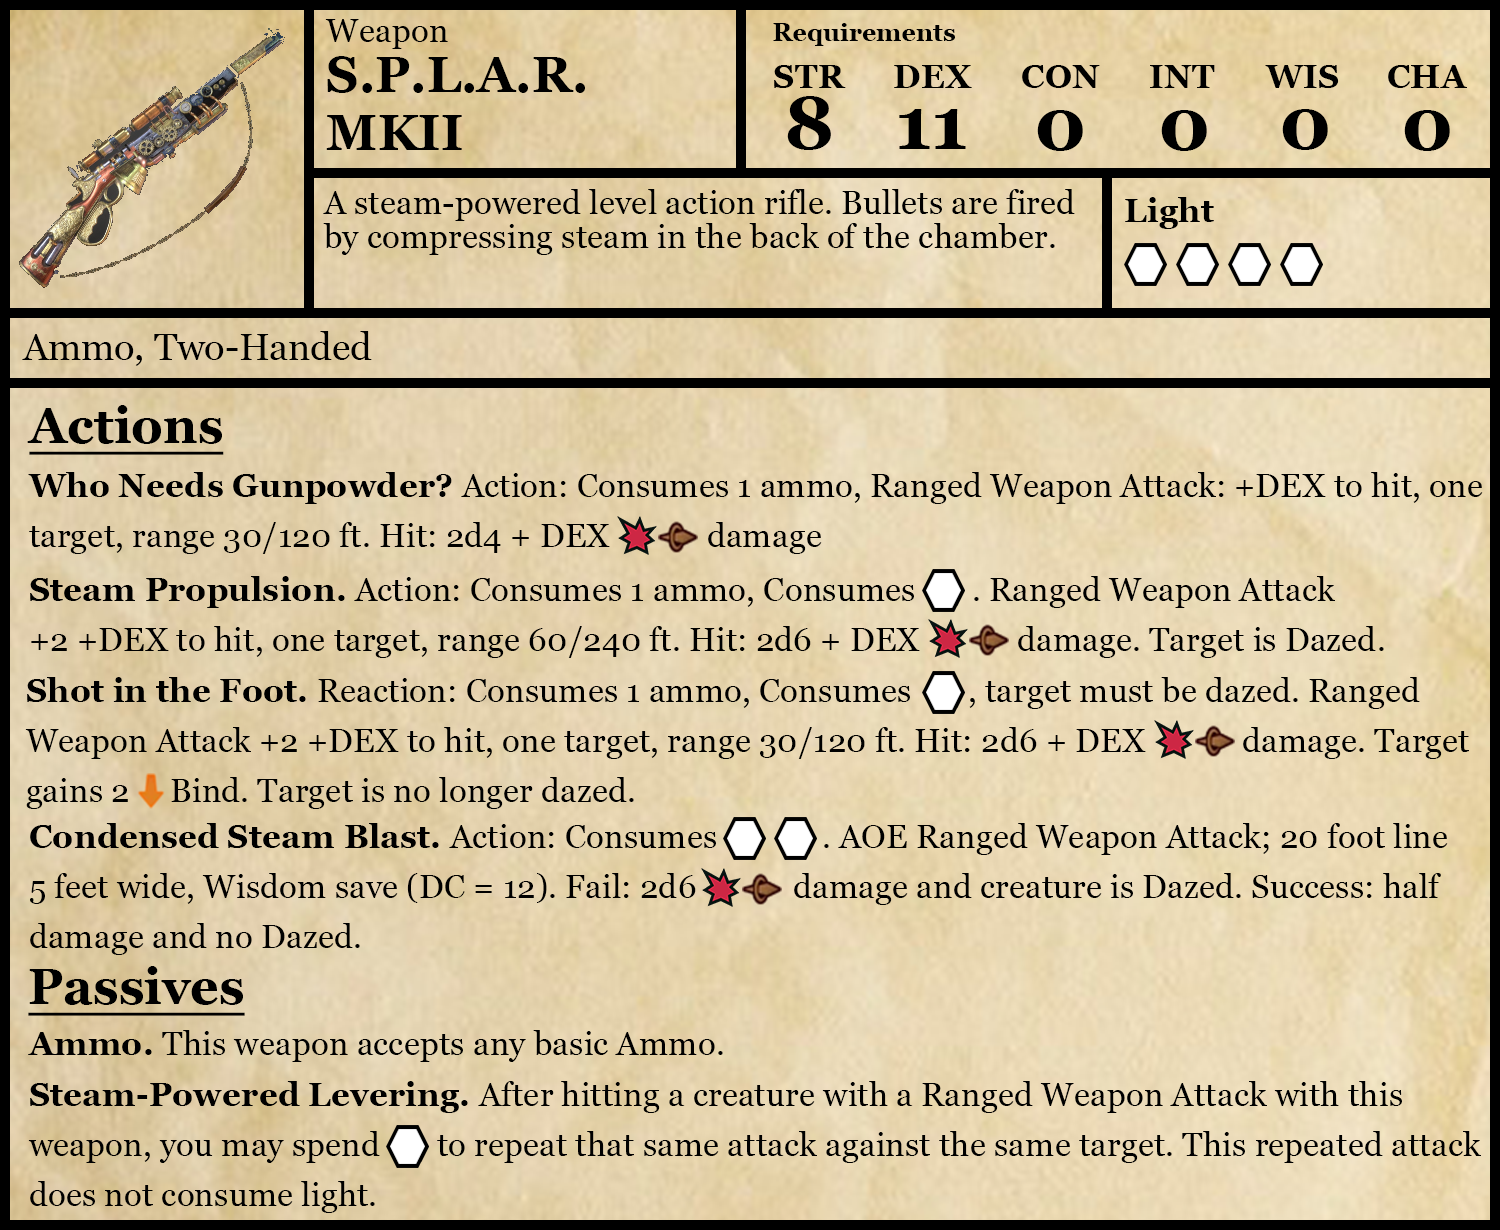 Weapon
S.P.L.A.R.
MKII
Requirements
STR DEX CON INT WIS CHA
8 11 0 0 0 0
A steam-powered level action rifle. Bullets are fired
by compressing steam in the back of the chamber.
Light
Ammo, Two-Handed
Actions
Who Needs Gunpowder? Action: Consumes 1 ammo, Ranged Weapon Attack: +DEX to hit, one
target, range 30/120 ft. Hit: 2d4 + DEX damage
Steam Propulsion. Action: Consumes 1 ammo, Consumes . Ranged Weapon Attack
+2 +DEX to hit, one target, range 60/240 ft. Hit: 2d6 + DEX damage. Target is Dazed.
Shot in the Foot. Reaction: Consumes 1 ammo, Consumes , target must be dazed. Ranged
Weapon Attack +2 +DEX to hit, one target, range 30/120 ft. Hit: 2d6 + DEX damage. Target
gains 2 Bind. Target is no longer dazed.
Condensed Steam Blast. Action: Consumes . AOE Ranged Weapon Attack; 20 foot line
5 feet wide, Wisdom save (DC = 12). Fail: 2d6 damage and creature is Dazed. Success: half
damage and no Dazed.
Passives
Ammo. This weapon accepts any basic Ammo.
Steam-Powered Levering. After hitting a creature with a Ranged Weapon Attack with this
weapon, you may spend to repeat that same attack against the same target. This repeated attack
does not consume light.